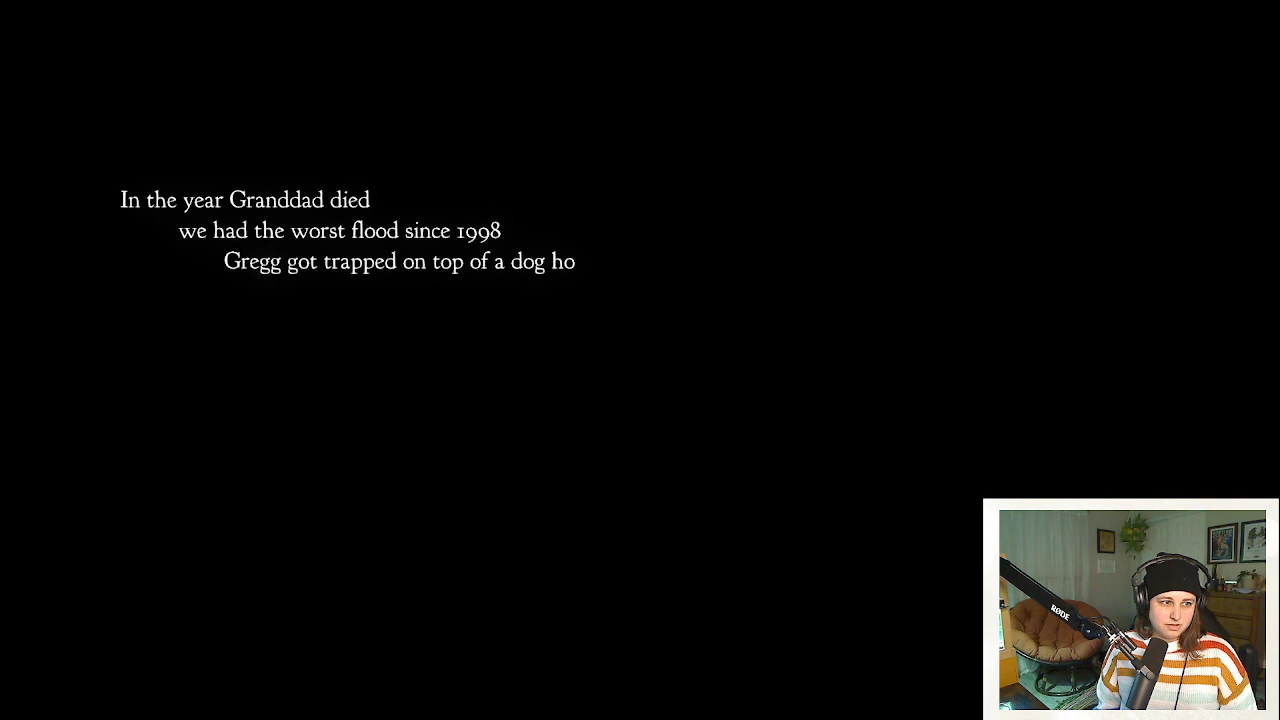 In the year Granddad died
we had the worst flood since 1998
Gregg got trapped on top of a dog ho
RODE